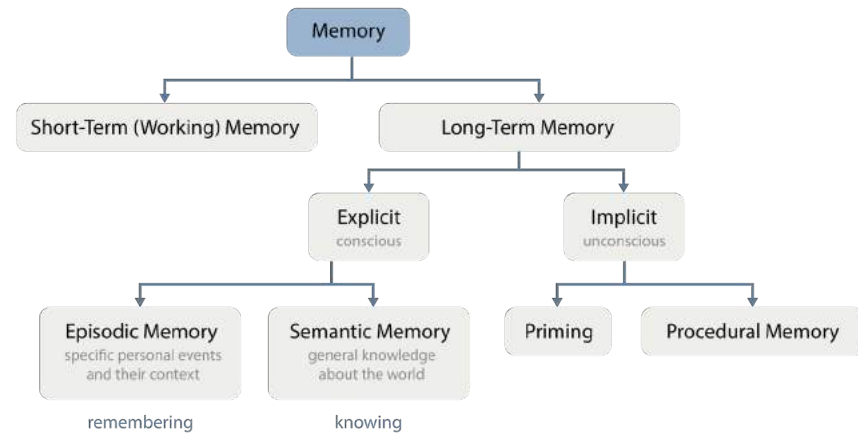 Memory
Short-Term (Working) Memory
Long-Term Memory
Explicit
conscious
Implicit
unconscious
Episodic Memory
specific personal events
and their context
Semantic Memory
general knowledge
about the world
Priming
Procedural Memory
remembering
knowing